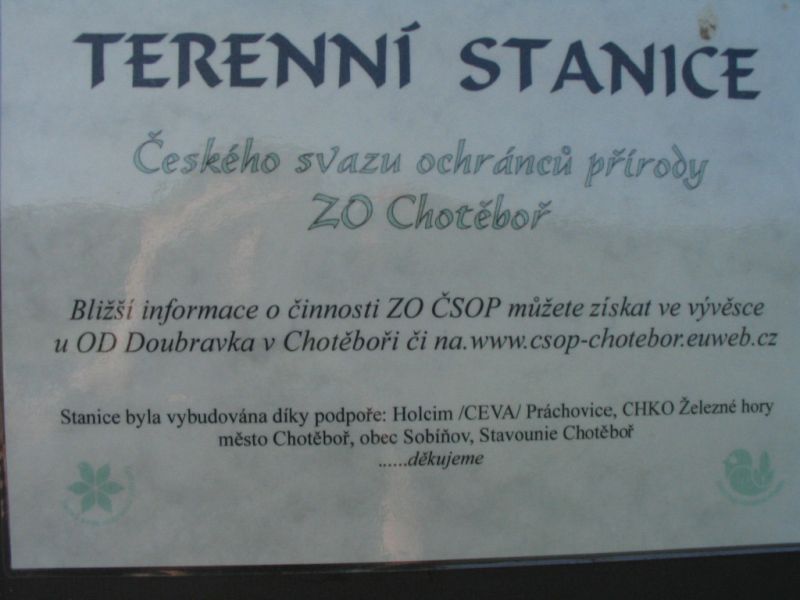 TERENNÍ STANICE
Českého svazu ochránců přírody
ZO Chotěboř
Bližší informace o činnosti ZO ČSOP můžete získat ve vývěsce
u OD Doubravka v Chotěboři či na.www.csop-chotebor.euweb.cz
Stanice byla vybudována díky podpoře: Holcim /CEVA/ Práchovice, CHKO Železné hory
město Chotěboř, obec Sobíňov, Stavounie Chotěboř
......děkujeme